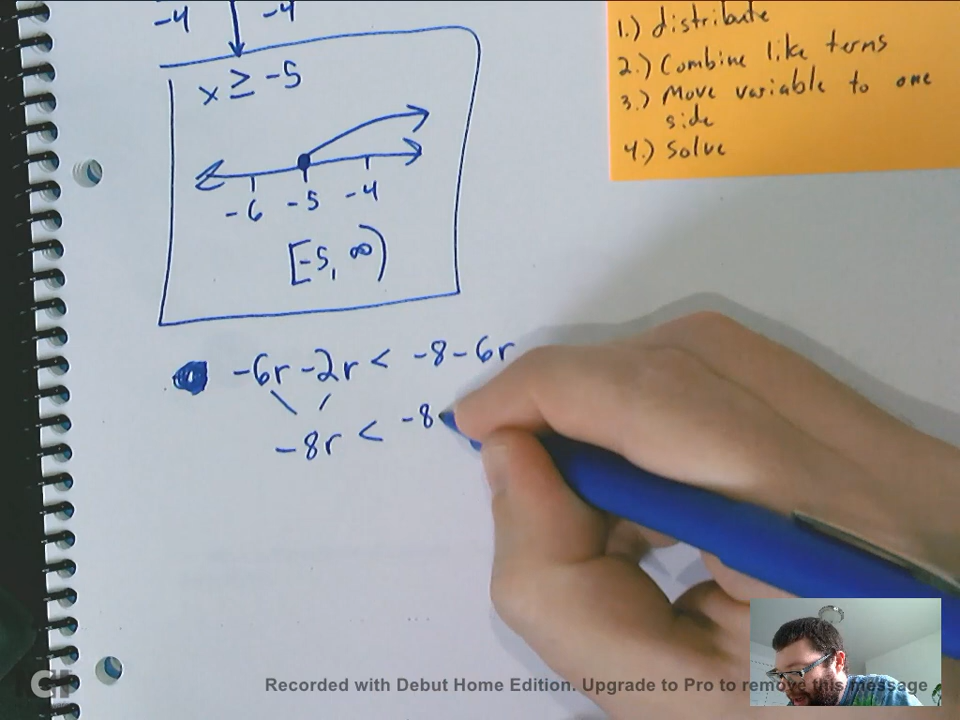 -4 -4
x ≥ -5
-6 -5 -4
[-5, ∞)
-6r -2r < -8 - 6r
-8r < -8
1.) distribute
2.) Combine like terms
3.) Move variable to one
side
4.) Solve
Recorded with Debut Home Edition. Upgrade to Pro to remove this message